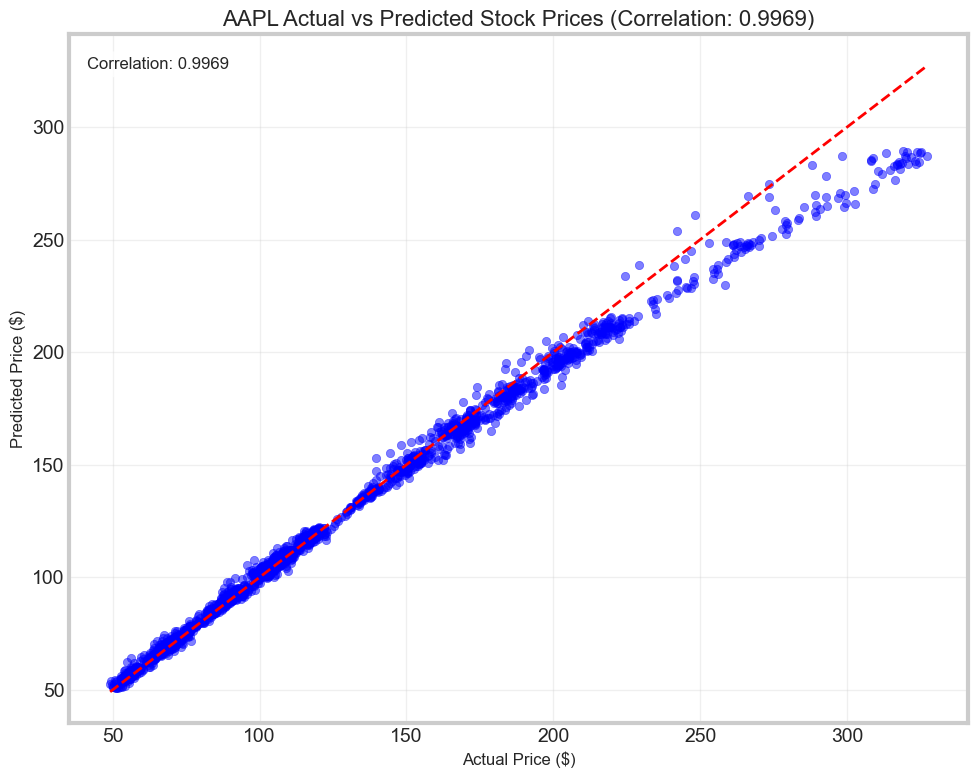 AAPL Actual vs Predicted Stock Prices (Correlation: 0.9969)
Correlation: 0.9969
300
250
200
150
100
50
Predicted Price ($)
50 100 150 200 250 300
Actual Price ($)